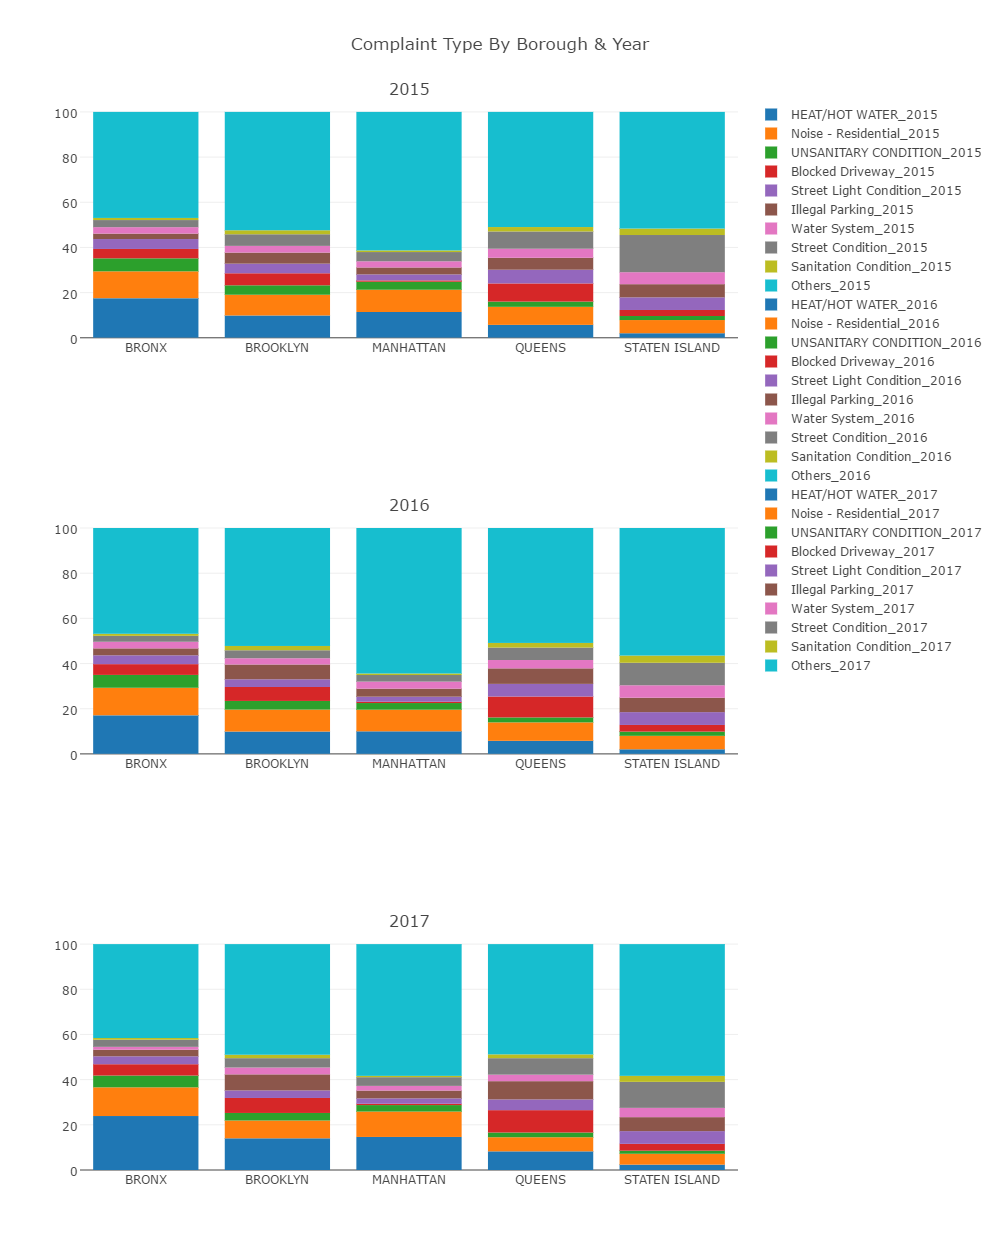 Complaint Type By Borough & Year
2015
100
80
60
40
20
0
BRONX BROOKLYN MANHATTAN QUEENS STATEN ISLAND
HEAT/HOT WATER_2015
Noise - Residential_2015
UNSANITARY CONDITION_2015
Blocked Driveway_2015
Street Light Condition_2015
Illegal Parking_2015
Water System_2015
Street Condition_2015
Sanitation Condition_2015
Others_2015
HEAT/HOT WATER_2016
Noise - Residential_2016
UNSANITARY CONDITION_2016
Blocked Driveway_2016
Street Light Condition_2016
Illegal Parking_2016
Water System_2016
Street Condition_2016
Sanitation Condition_2016
Others_2016
HEAT/HOT WATER_2017
Noise - Residential_2017
UNSANITARY CONDITION_2017
Blocked Driveway_2017
Street Light Condition_2017
Illegal Parking_2017
Water System_2017
Street Condition_2017
Sanitation Condition_2017
Others_2017
2016
100
80
60
40
20
0
BRONX BROOKLYN MANHATTAN QUEENS STATEN ISLAND
2017
100
80
60
40
20
0
BRONX BROOKLYN MANHATTAN QUEENS STATEN ISLAND